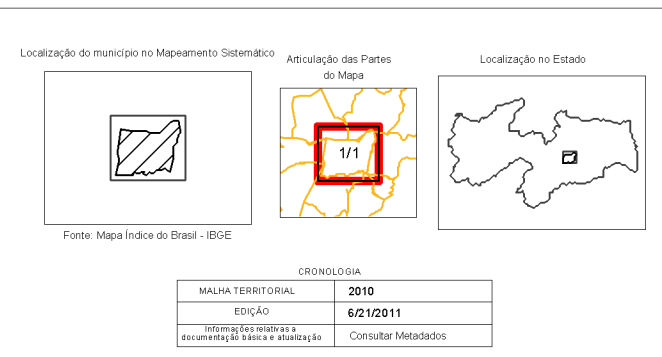 Localização do município no Mapeamento Sistemático
Articulação das Partes
do Mapa
Localização no Estado
1/1
Fonte: Mapa Índice do Brasil - IBGE
CRONOLOGIA
MALHA TERRITORIAL 2010
EDIÇÃO 6/21/2011
Informações relativas a
documentação básica e atualização Consultar Metadados